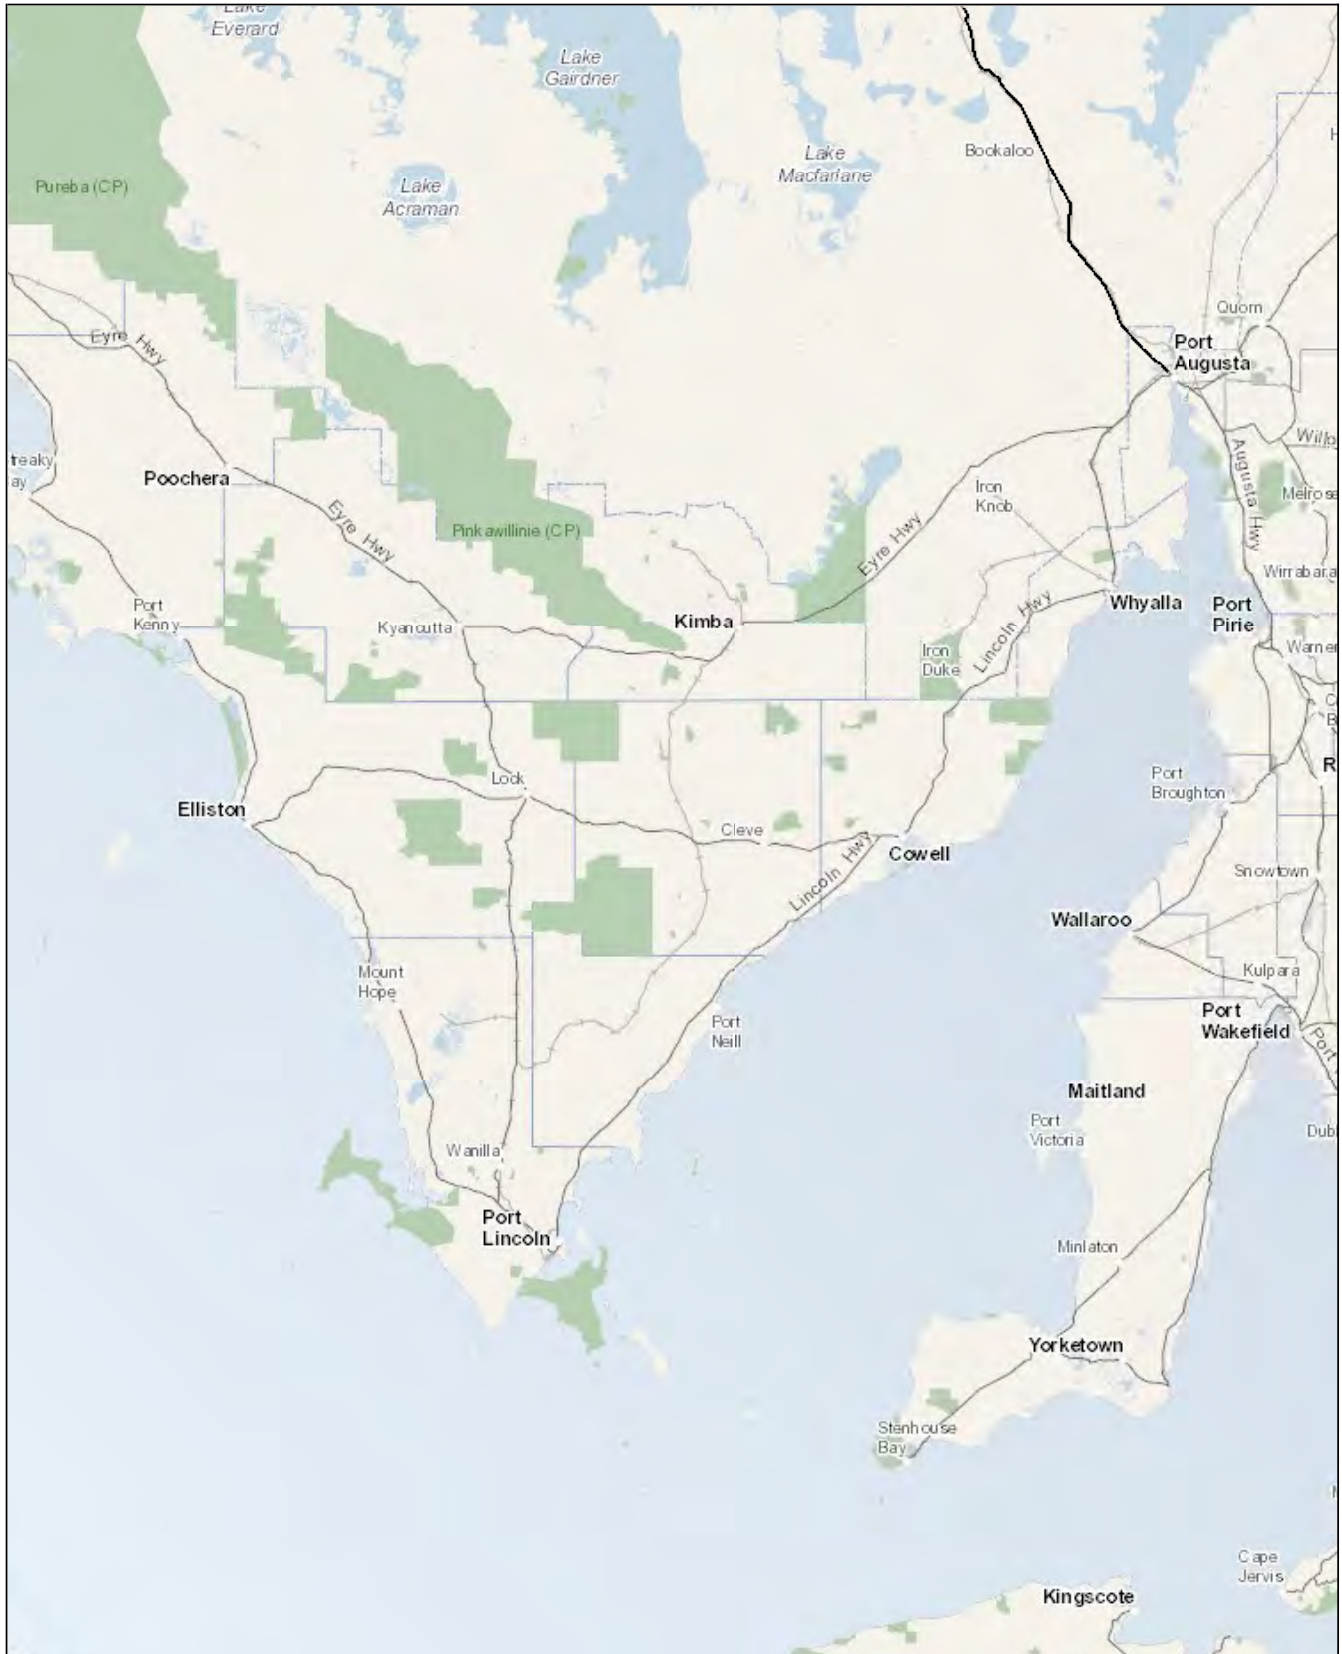 Lake
Everard
Lake
Gairdner
Bookaloo
Lake
Macfarlane
Pureba (CP)
Lake
Acraman
Quorn
Eyre Hwy
Port
Augusta
Poochera
Iron
Knob
Augusta Hwy
Eyre Hwy
Pinkawillinie (CP)
Eyre Hwy
Wirrabara
Port
Kenny
Kyancutta
Kimba
Lincoln Hwy
Whyalla
Port
Pirie
Iron
Duke
Lock
Port
Broughton
Elliston
Cleve
Cowell
Lincoln Hwy
Snowtown
Wallaroo
Mount
Hope
Kulpara
Port
Wakefield
Port
Neill
Port
Maitland
Port
Victoria
Wanilla
Port
Lincoln
Minlaton
Yorketown
Stenhouse
Bay
Cape
Jervis
Kingscote